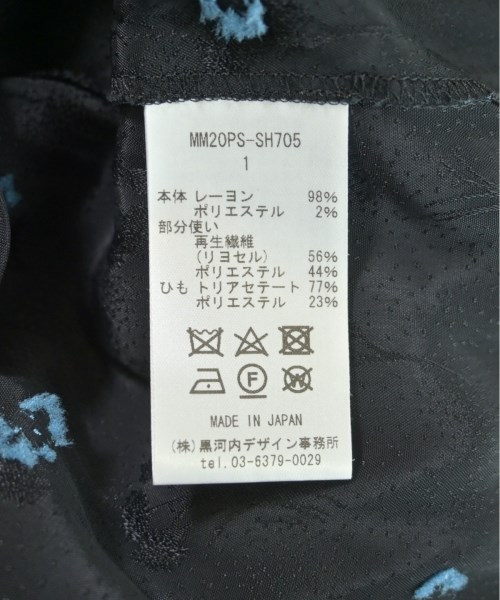 MM20PS-SH705
1
本体 レーヨン 98%
ポリエステル 2%
部分使い
再生繊維
(リヨセル) 56%
ポリエステル 44%
ひも トリアセテート 77%
ポリエステル 23%
F
W
MADE IN JAPAN
(株)黒河内デザイン事務所
tel. 03-6379-0029